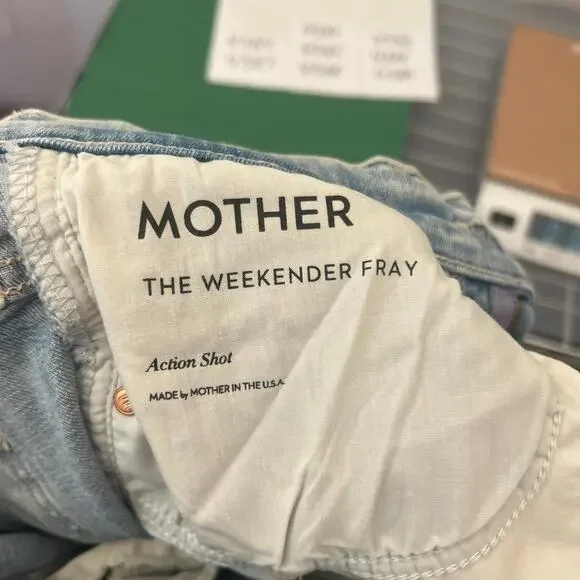 MOTHER
THE WEEKENDER FRAY
Action Shot
MADE by MOTHER IN THE U.S.A.